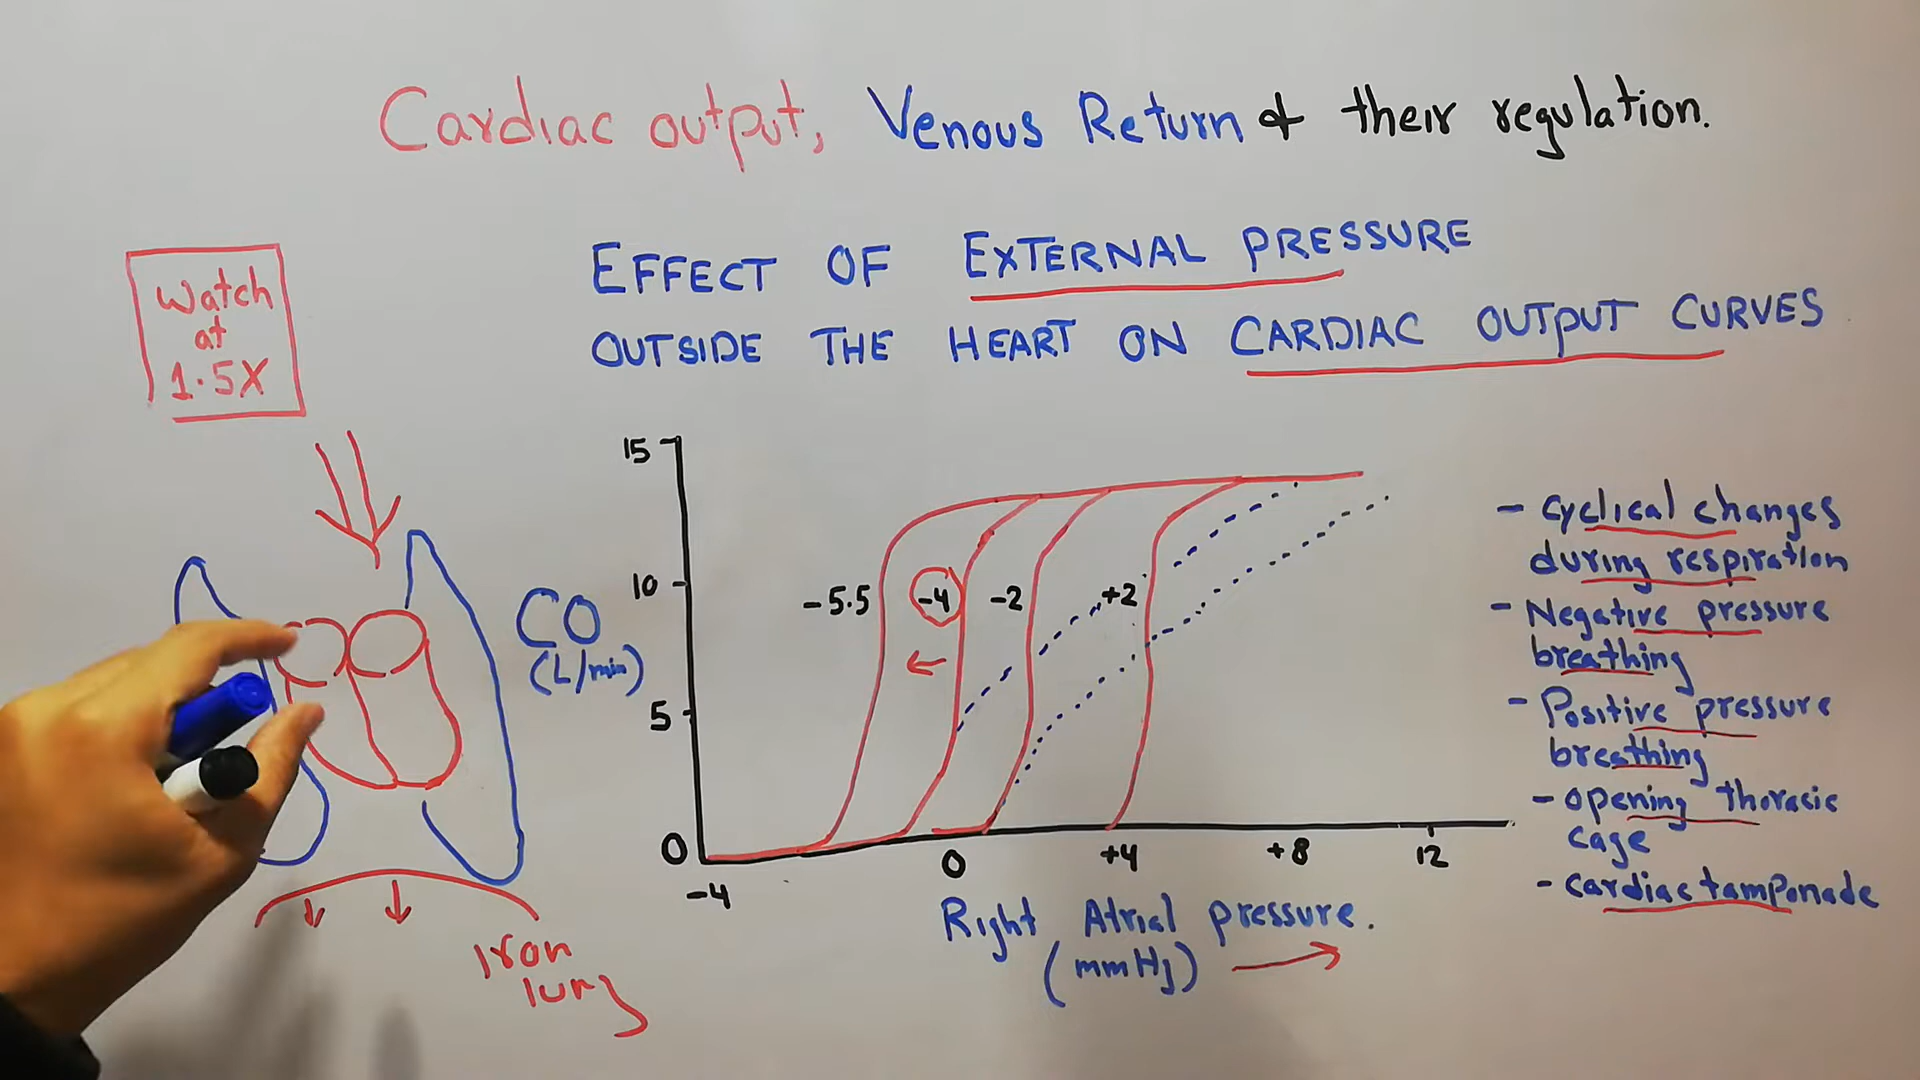 Cardiac output, Venous Return & their regulation.
EFFECT OF EXTERNAL PRESSURE
OUTSIDE THE HEART ON CARDIAC OUTPUT CURVES
Watch
at
1.5X
15
10
5
0
CO
(L/min)
-5.5
-4
-2
+2
-4
0
+4
+8
12
Right Atrial pressure.
(mmHg)
Iron
lung
- Cyclical changes
during respiration
- Negative pressure
breathing
- Positive pressure
breathing
- Opening thoracic
cage
- Cardiac tamponade